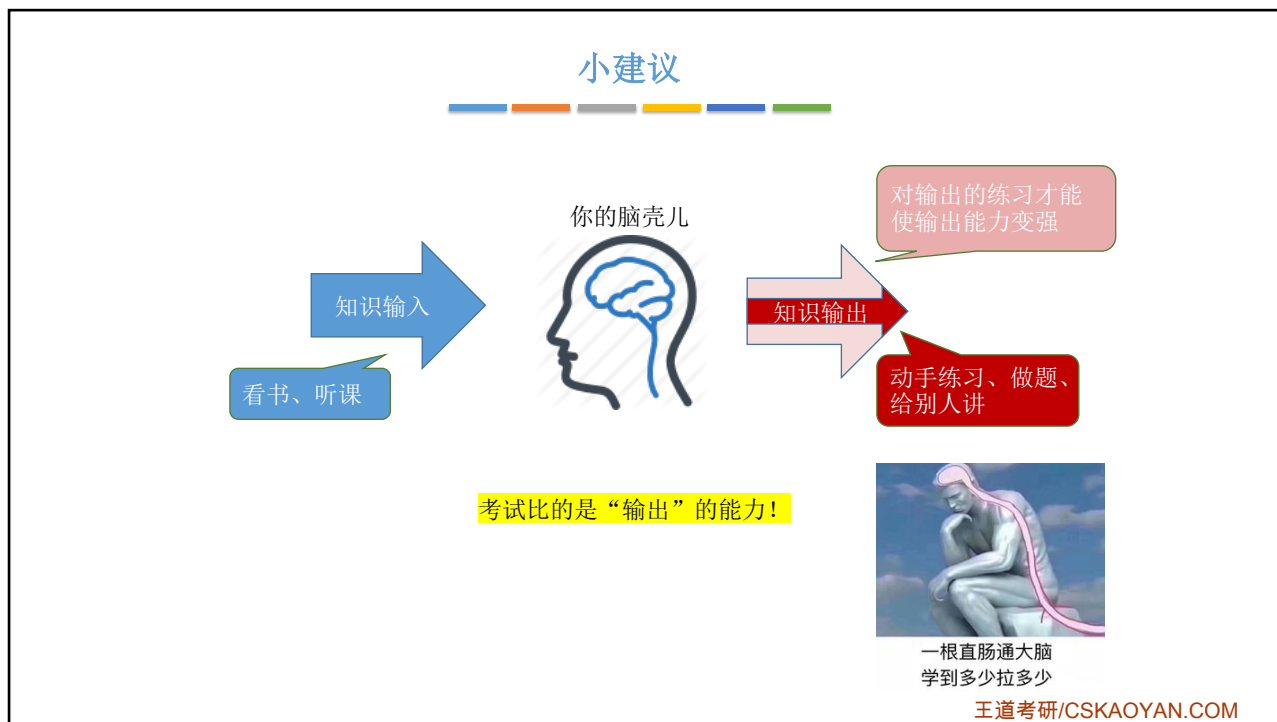 小建议
对输出的练习才能
使输出能力变强
你的脑壳儿
知识输入
知识输出
看书、听课
动手练习、做题、
给别人讲
考试比的是“输出”的能力！
一根直肠通大脑
学到多少拉多少
王道考研/CSKAOYAN.COM